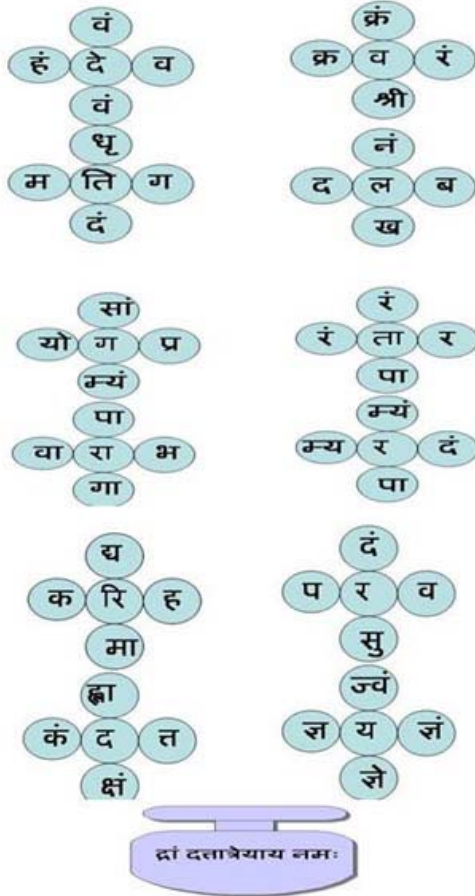 वं क्रं
हं दे व क्र व रं
वं श्री
धृ नं
म ति ग द ल ब
दं ख
सां रं
यो ग प्र रं ता र
म्यं पा
पा म्यं
वा रा भ म्य र दं
गा पा
द्य दं
क रि ह प र व
मा सु
ह्ला ज्वं
कं द त्त ज्ञ य ज्ञं
क्षं ज्ञे
द्रां दत्तात्रेयाय नमः